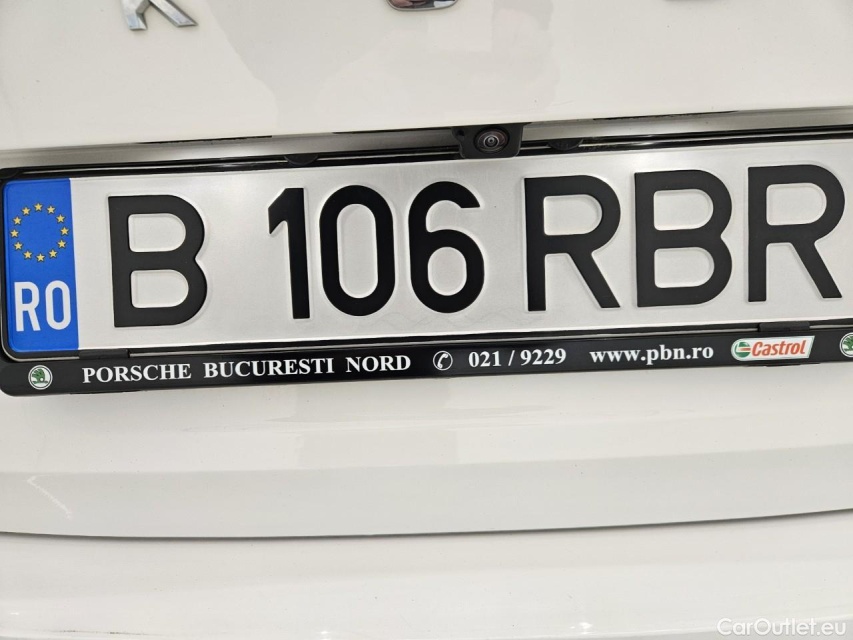 K O
RO B 106 RBR
PORSCHE BUCURESTI NORD ✆ 021 / 9229 www.pbn.ro Castrol
CarOutlet.eu